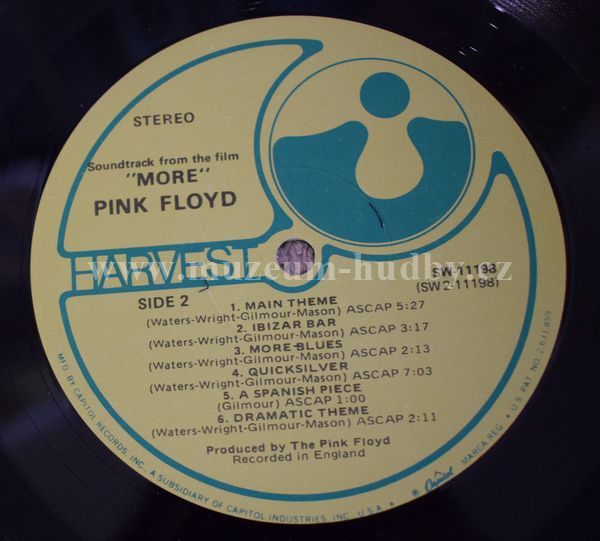 STEREO
Soundtrack from the film
"MORE"
PINK FLOYD
HARVEST
www.muzeum-hudby.cz
SW-11198
(SW2-11198)
SIDE 2
1. MAIN THEME
(Waters-Wright-Gilmour-Mason) ASCAP 5:27
2. IBIZAR BAR
(Waters-Wright-Gilmour-Mason) ASCAP 3:17
3. MORE-BLUES
(Waters-Wright-Gilmour-Mason) ASCAP 2:13
4. QUICKSILVER
(Waters-Wright-Gilmour-Mason) ASCAP 7:03
5. A SPANISH PIECE
(Gilmour) ASCAP 1:00
6. DRAMATIC THEME
(Waters-Wright-Gilmour-Mason) ASCAP 2:11
Produced by The Pink Floyd
Recorded in England
MFD BY CAPITOL RECORDS, INC., A SUBSIDIARY OF CAPITOL INDUSTRIES INC. U.S.A. • ® Capitol MARCA REG. • U.S. PAT. NO. 2,631,859